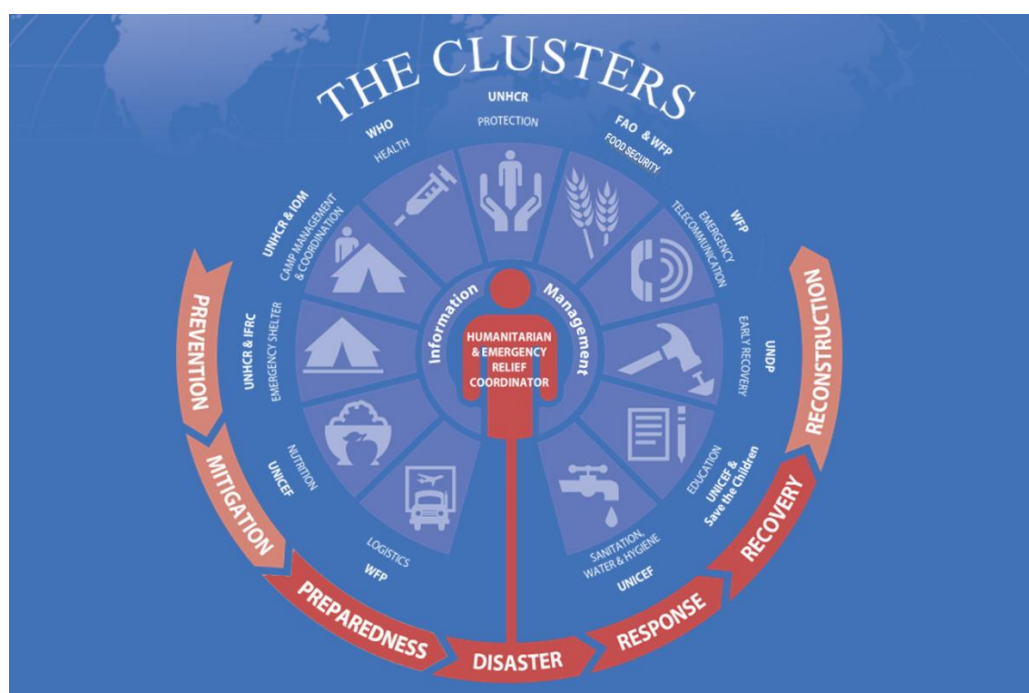 THE CLUSTERS
UNHCR
PROTECTION
FAO & WFP
FOOD SECURITY
WFP
EMERGENCY
TELECOMMUNICATION
UNDP
EARLY RECOVERY
EDUCATION
UNICEF &
Save the Children
SANITATION,
WATER & HYGIENE
UNICEF
LOGISTICS
WFP
NUTRITION
UNICEF
UNHCR & IFRC
EMERGENCY SHELTER
UNHCR & IOM
CAMP MANAGEMENT
& COORDINATION
WHO
HEALTH
Information Management
HUMANITARIAN
& EMERGENCY
RELIEF
COORDINATOR
PREVENTION
MITIGATION
PREPAREDNESS
DISASTER
RESPONSE
RECOVERY
RECONSTRUCTION